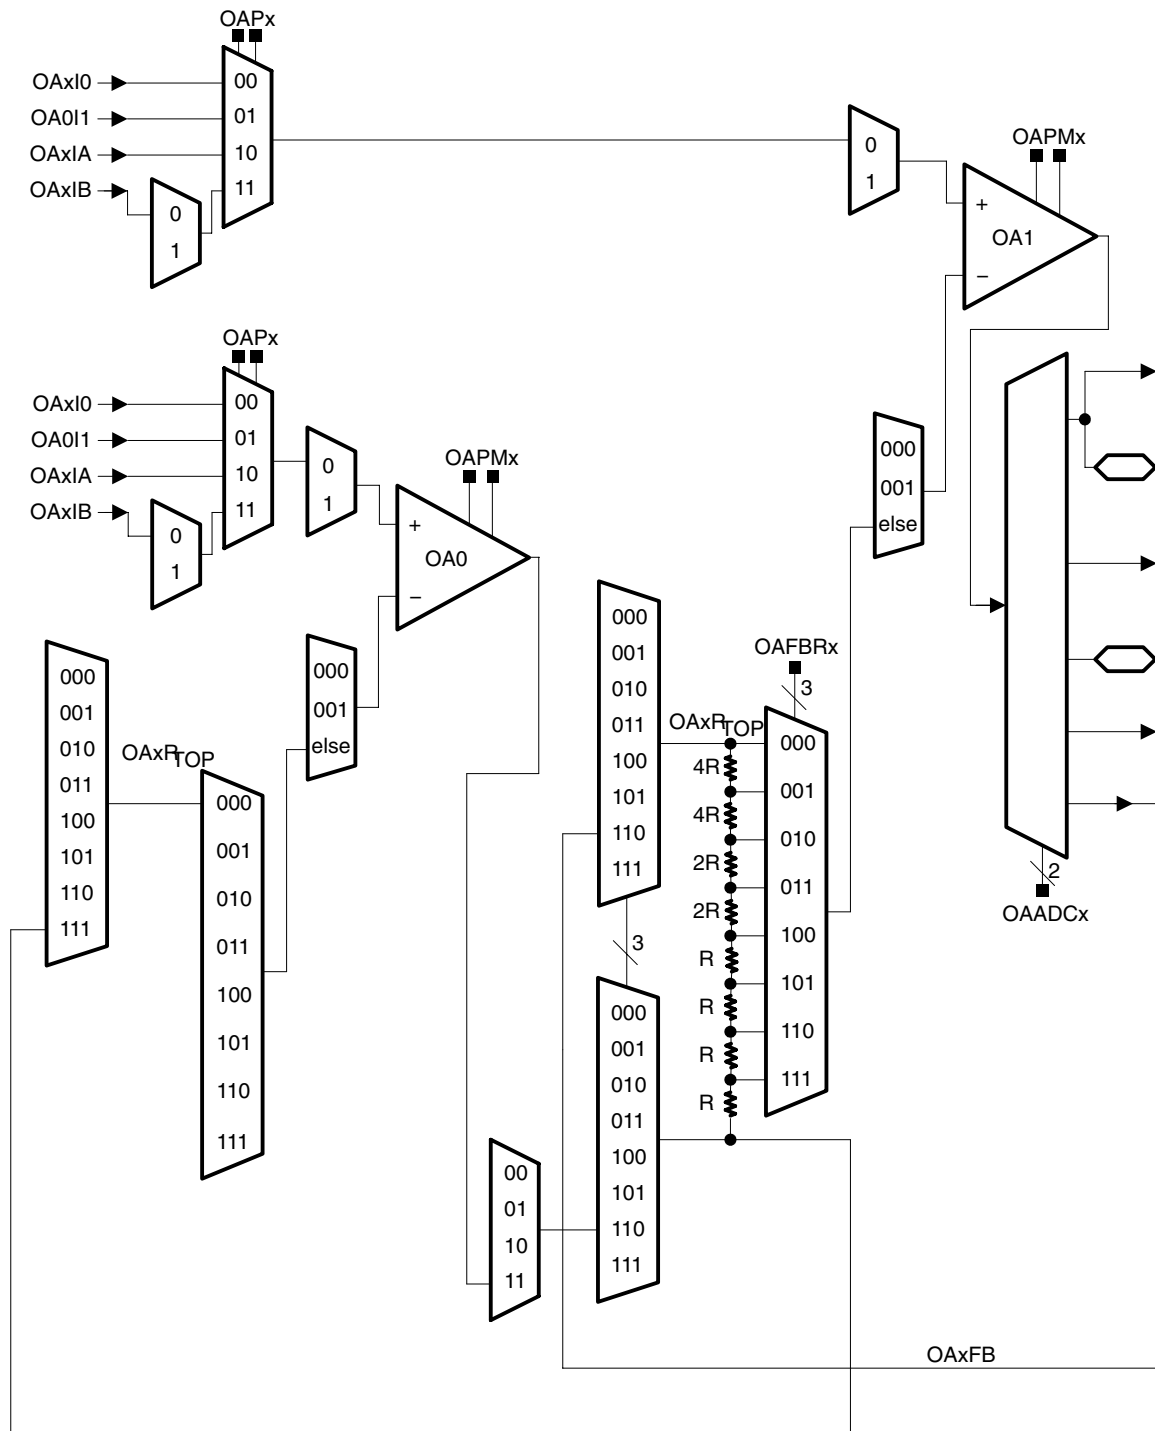 OAPx
OAxI0
00
OA0I1
01
OAxIA
10
OAxIB
11
0
1
0
1
OAPMx
+
OA1
−
OAPx
OAxI0
00
OA0I1
01
OAxIA
10
OAxIB
11
0
1
0
1
OAPMx
+
OA0
−
000
001
else
000
001
else
000
001
010
011
100
101
110
111
OAxRTOP
000
001
010
011
100
101
110
111
000
001
010
011
100
101
110
111
3
OAxRTOP
4R
4R
2R
2R
R
R
R
R
OAFBRx
3
000
001
010
011
100
101
110
111
2
OAADCx
000
001
010
011
100
101
110
111
00
01
10
11
OAxFB